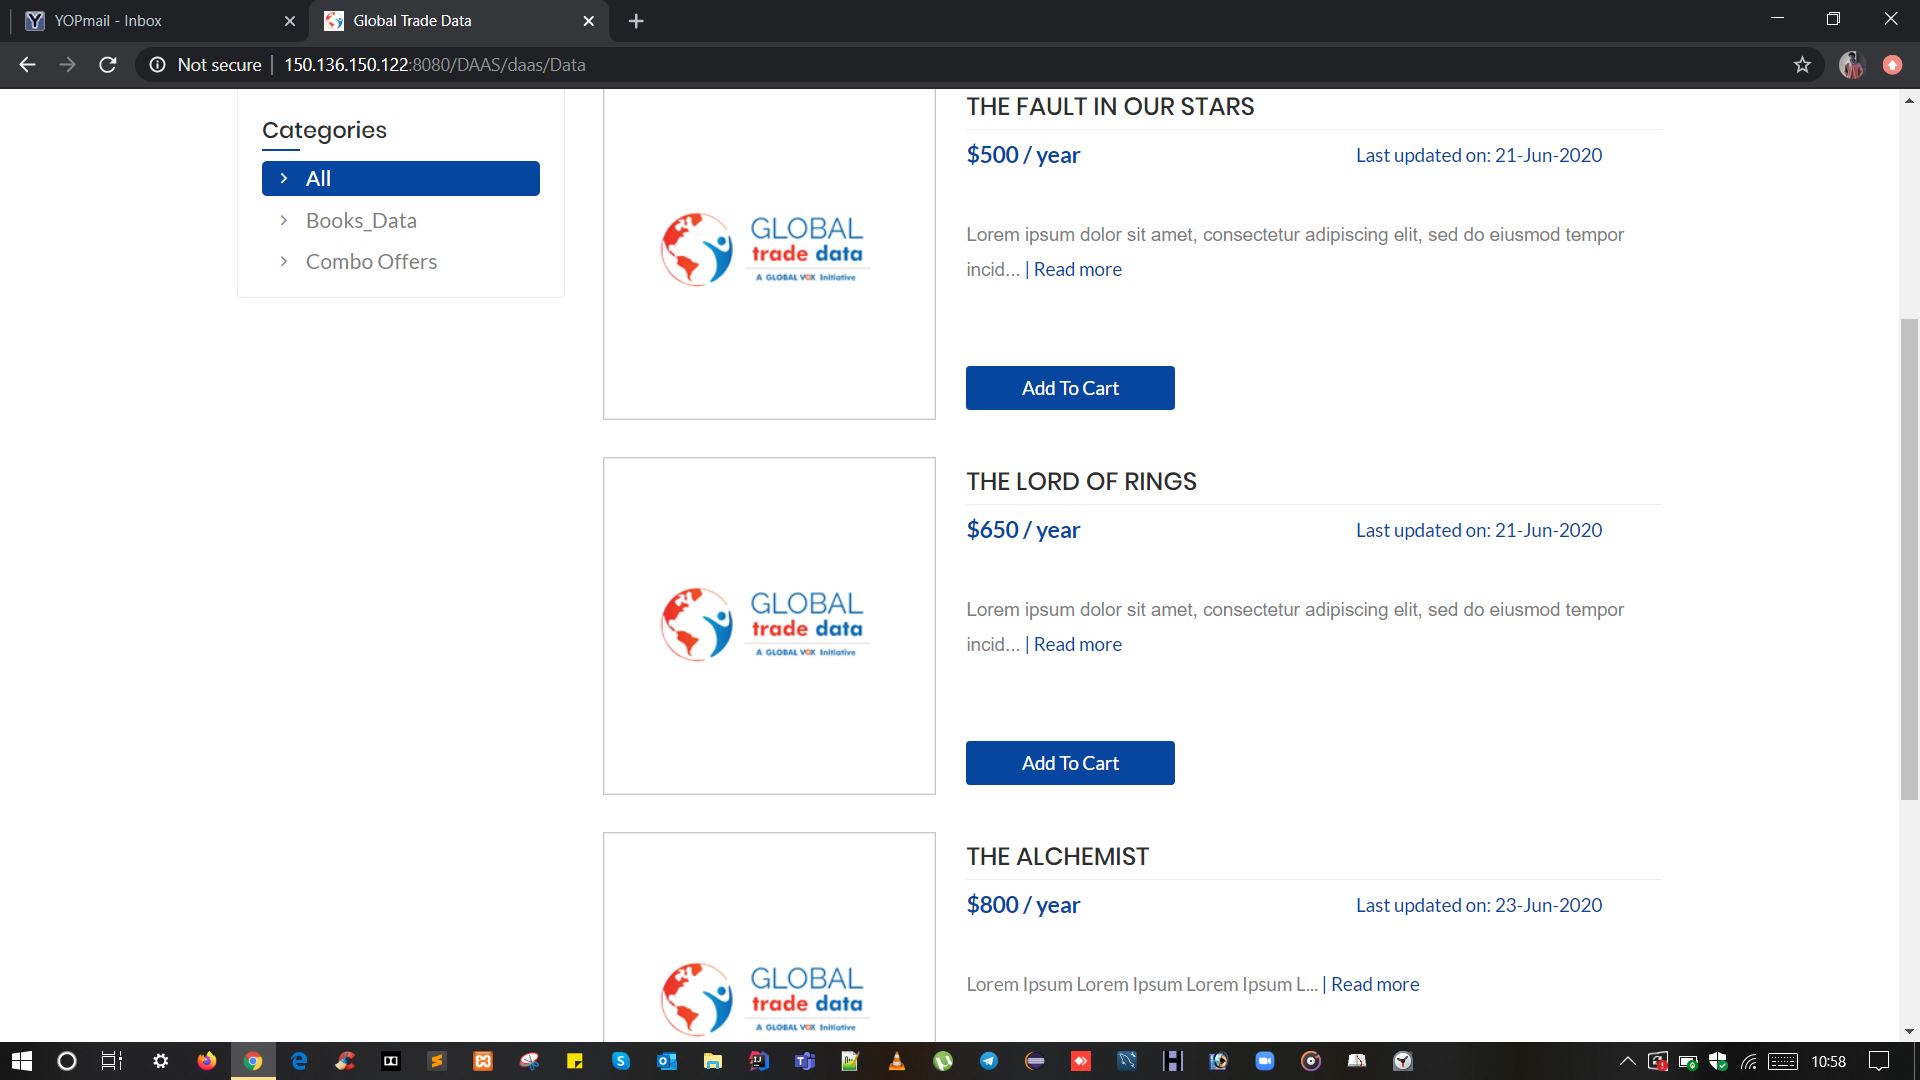 YOPmail - Inbox
Global Trade Data
Not secure
150.136.150.122:8080/DAAS/daas/Data
Categories
All
Books_Data
Combo Offers
GLOBAL
trade data
A GLOBAL VOX Initiative
THE FAULT IN OUR STARS
$500 / year
Last updated on: 21-Jun-2020
Lorem ipsum dolor sit amet, consectetur adipiscing elit, sed do eiusmod tempor
incid... | Read more
Add To Cart
GLOBAL
trade data
A GLOBAL VOX Initiative
THE LORD OF RINGS
$650 / year
Last updated on: 21-Jun-2020
Lorem ipsum dolor sit amet, consectetur adipiscing elit, sed do eiusmod tempor
incid... | Read more
Add To Cart
GLOBAL
trade data
A GLOBAL VOX Initiative
THE ALCHEMIST
$800 / year
Last updated on: 23-Jun-2020
Lorem Ipsum Lorem Ipsum Lorem Ipsum L... | Read more
10:58